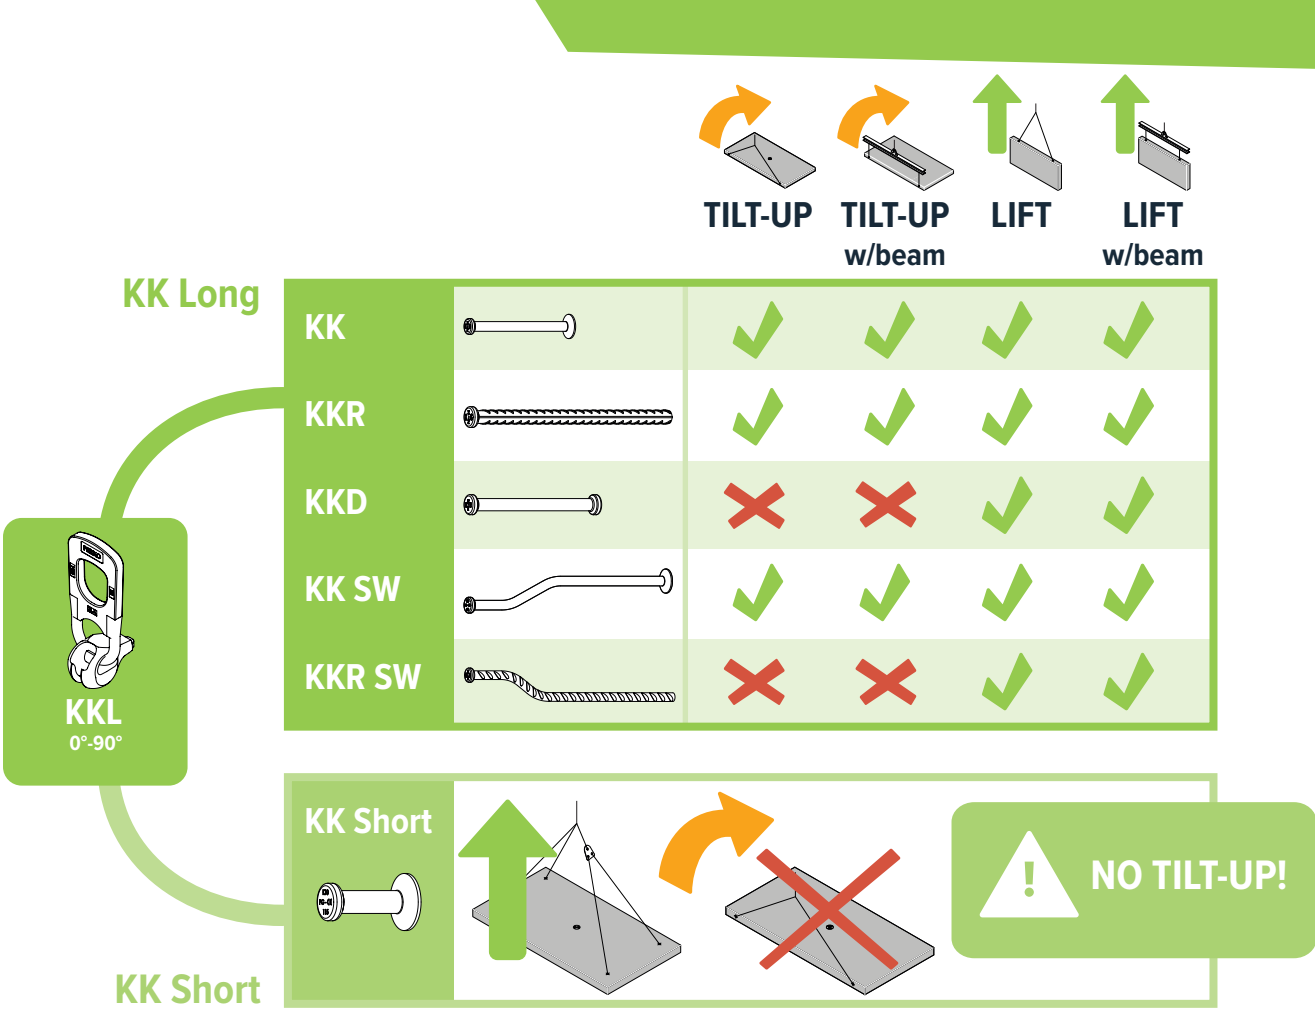 TILT-UP TILT-UP LIFT LIFT
w/beam w/beam
KK Long
KK
KKR
KKD
KK SW
KKR SW
KKL
0°-90°
KK Short
NO TILT-UP!
KK Short